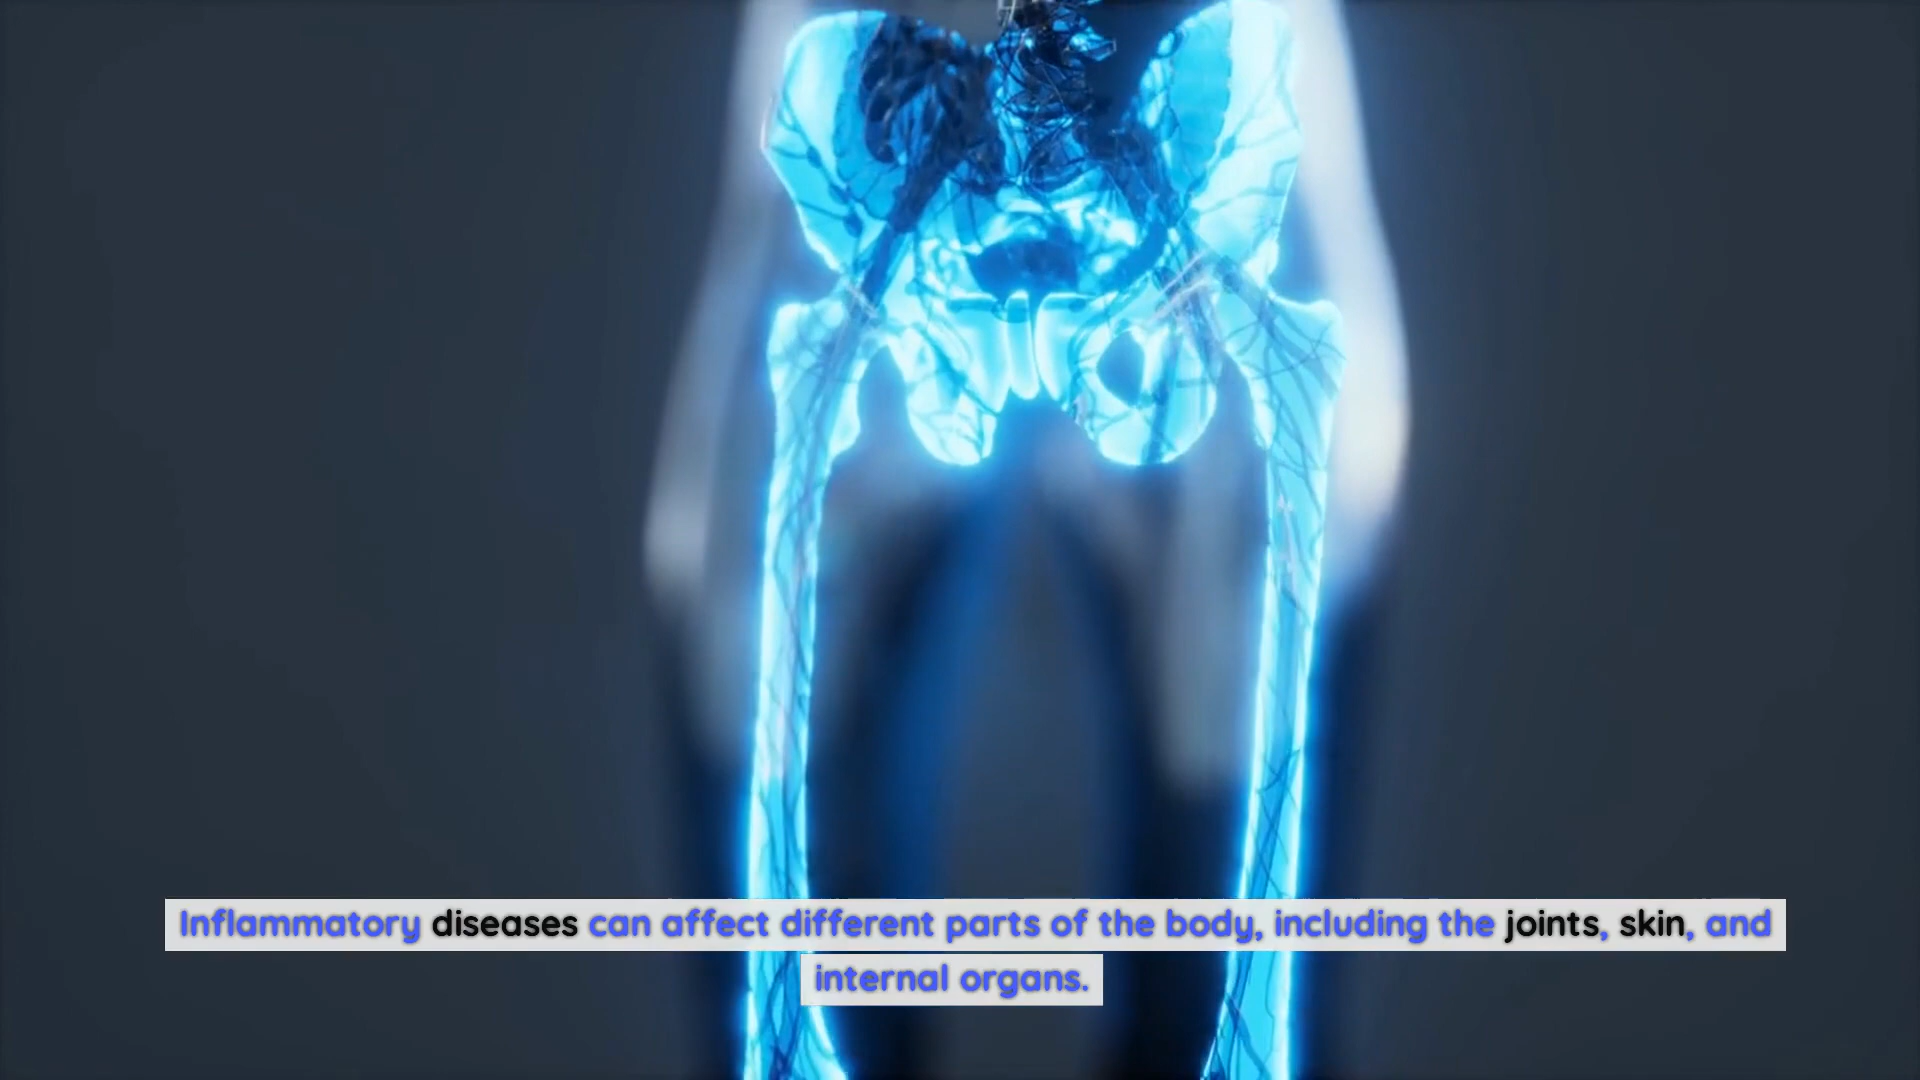 Inflammatory diseases can affect different parts of the body, including the joints, skin, and
internal organs.